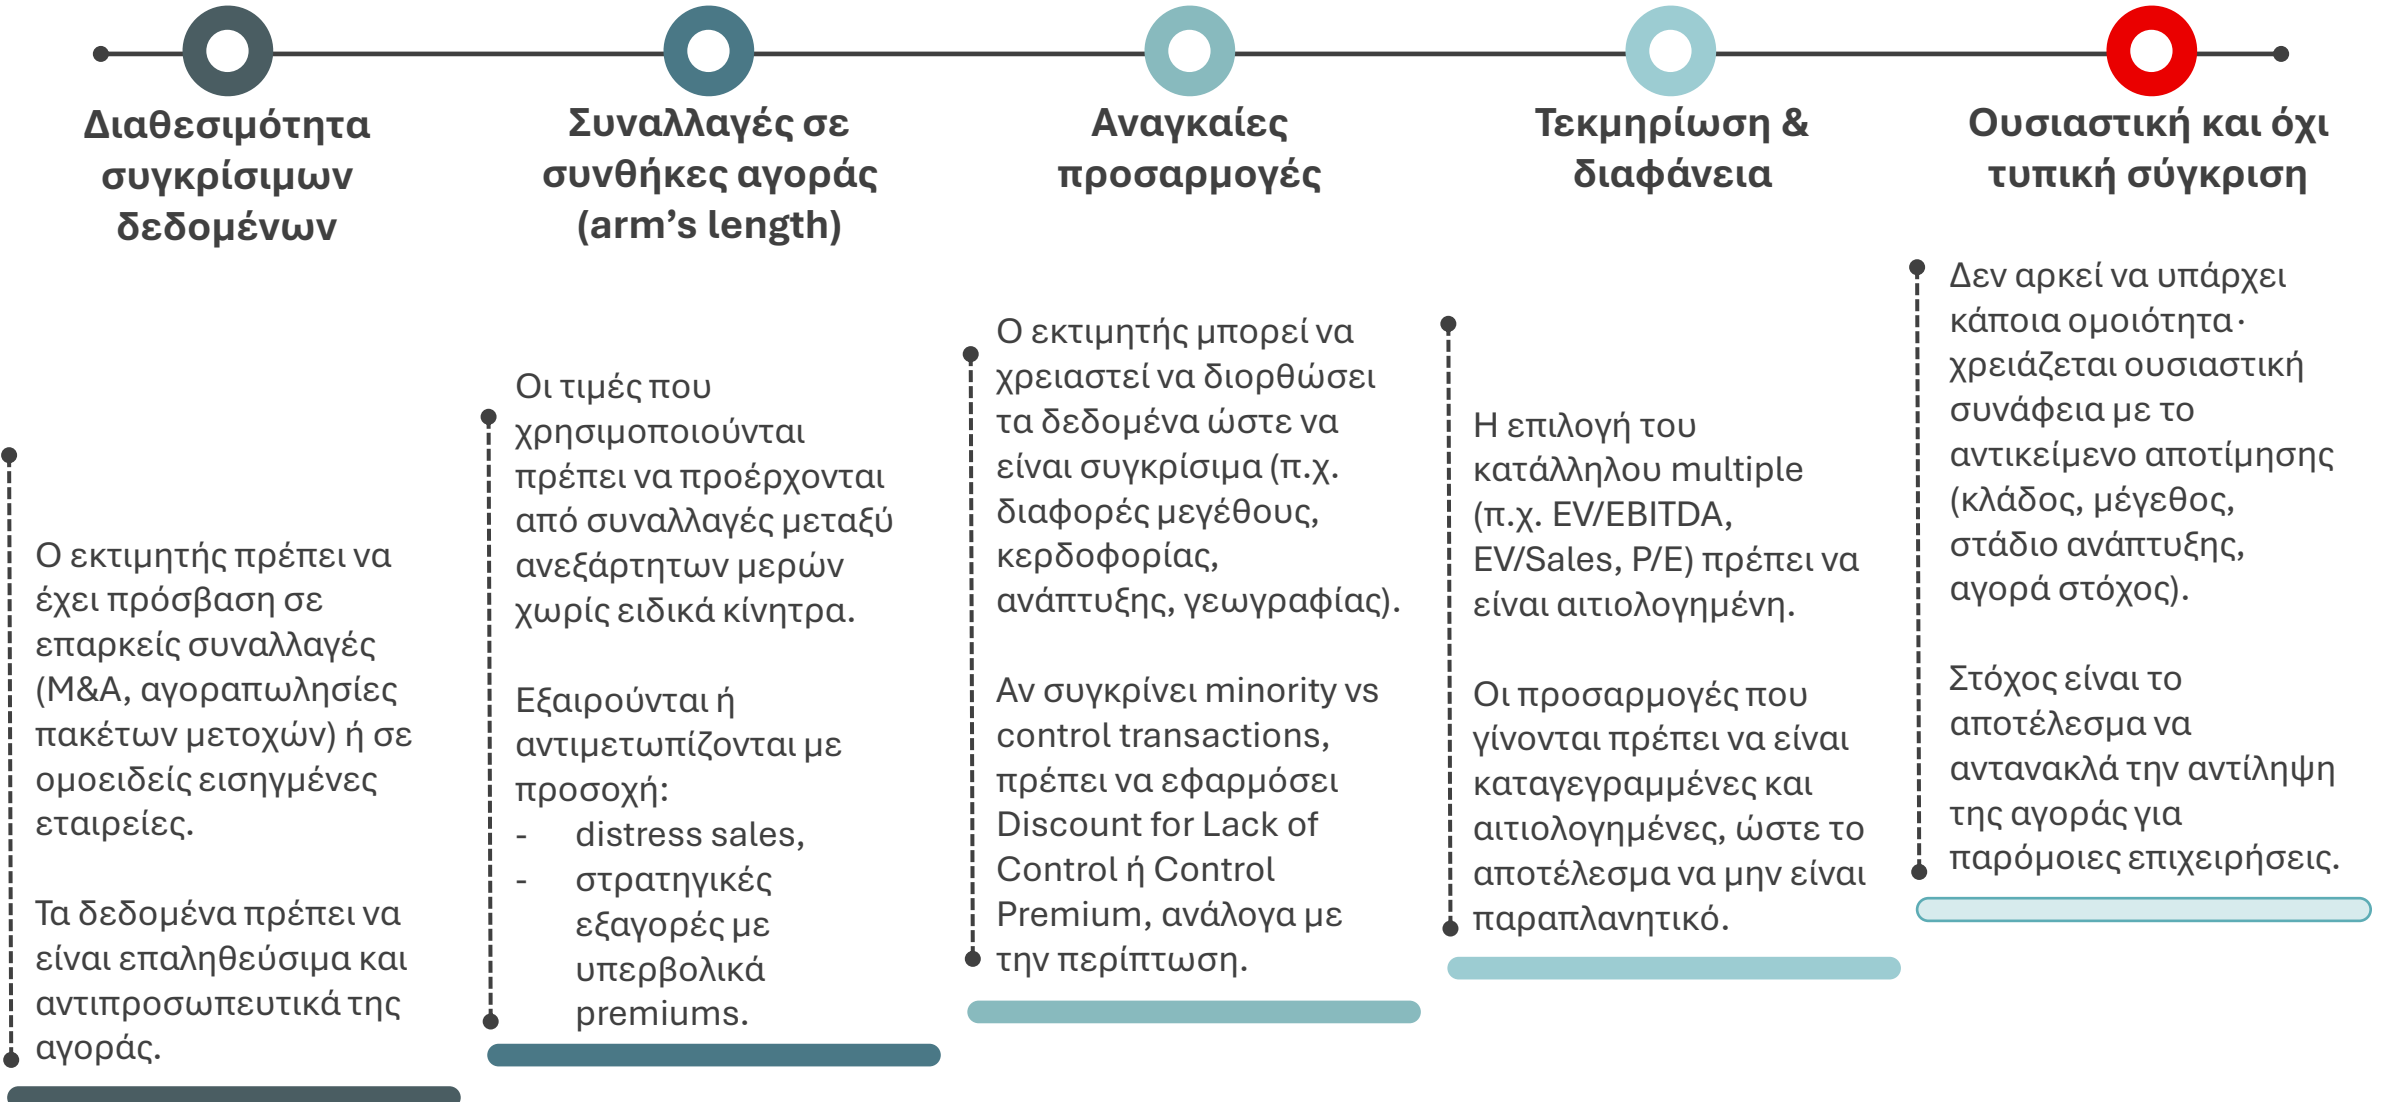 Διαθεσιμότητα
συγκρίσιμων
δεδομένων
Ο εκτιμητής πρέπει να
έχει πρόσβαση σε
επαρκείς συναλλαγές
(M&A, αγοραπωλησίες
πακέτων μετοχών) ή σε
ομοειδείς εισηγμένες
εταιρείες.
Τα δεδομένα πρέπει να
είναι επαληθεύσιμα και
αντιπροσωπευτικά της
αγοράς.
Συναλλαγές σε
συνθήκες αγοράς
(arm’s length)
Οι τιμές που
χρησιμοποιούνται
πρέπει να προέρχονται
από συναλλαγές μεταξύ
ανεξάρτητων μερών
χωρίς ειδικά κίνητρα.
Εξαιρούνται ή
αντιμετωπίζονται με
προσοχή:
- distress sales,
- στρατηγικές
εξαγορές με
υπερβολικά
premiums.
Αναγκαίες
προσαρμογές
Ο εκτιμητής μπορεί να
χρειαστεί να διορθώσει
τα δεδομένα ώστε να
είναι συγκρίσιμα (π.χ.
διαφορές μεγέθους,
κερδοφορίας,
ανάπτυξης, γεωγραφίας).
Αν συγκρίνει minority vs
control transactions,
πρέπει να εφαρμόσει
Discount for Lack of
Control ή Control
Premium, ανάλογα με
την περίπτωση.
Τεκμηρίωση &
διαφάνεια
Η επιλογή του
κατάλληλου multiple
(π.χ. EV/EBITDA,
EV/Sales, P/E) πρέπει να
είναι αιτιολογημένη.
Οι προσαρμογές που
γίνονται πρέπει να είναι
καταγεγραμμένες και
αιτιολογημένες, ώστε το
αποτέλεσμα να μην είναι
παραπλανητικό.
Ουσιαστική και όχι
τυπική σύγκριση
Δεν αρκεί να υπάρχει
κάποια ομοιότητα·
χρειάζεται ουσιαστική
συνάφεια με το
αντικείμενο αποτίμησης
(κλάδος, μέγεθος,
στάδιο ανάπτυξης,
αγορά στόχος).
Στόχος είναι το
αποτέλεσμα να
αντανακλά την αντίληψη
της αγοράς για
παρόμοιες επιχειρήσεις.